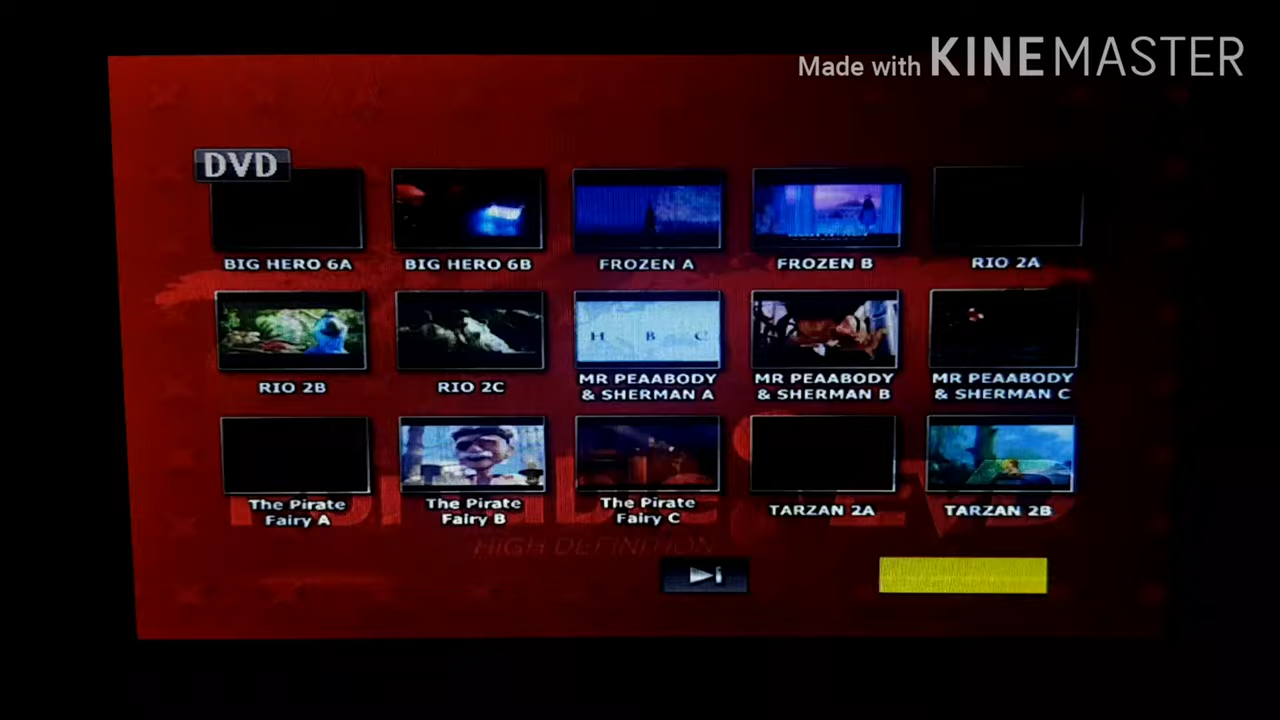 Made with KINEMASTER
DVD
BIG HERO 6A
BIG HERO 6B
FROZEN A
FROZEN B
RIO 2A
H B C
RIO 2B
RIO 2C
MR PEAABODY
& SHERMAN A
MR PEAABODY
& SHERMAN B
MR PEAABODY
& SHERMAN C
The Pirate
Fairy A
The Pirate
Fairy B
The Pirate
Fairy C
TARZAN 2A
TARZAN 2B
HIGH DEFINITION